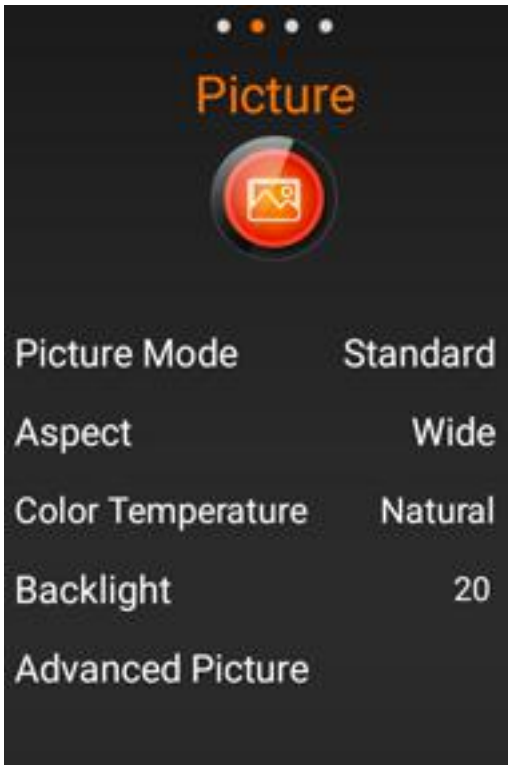 Picture
Picture Mode Standard
Aspect Wide
Color Temperature Natural
Backlight 20
Advanced Picture